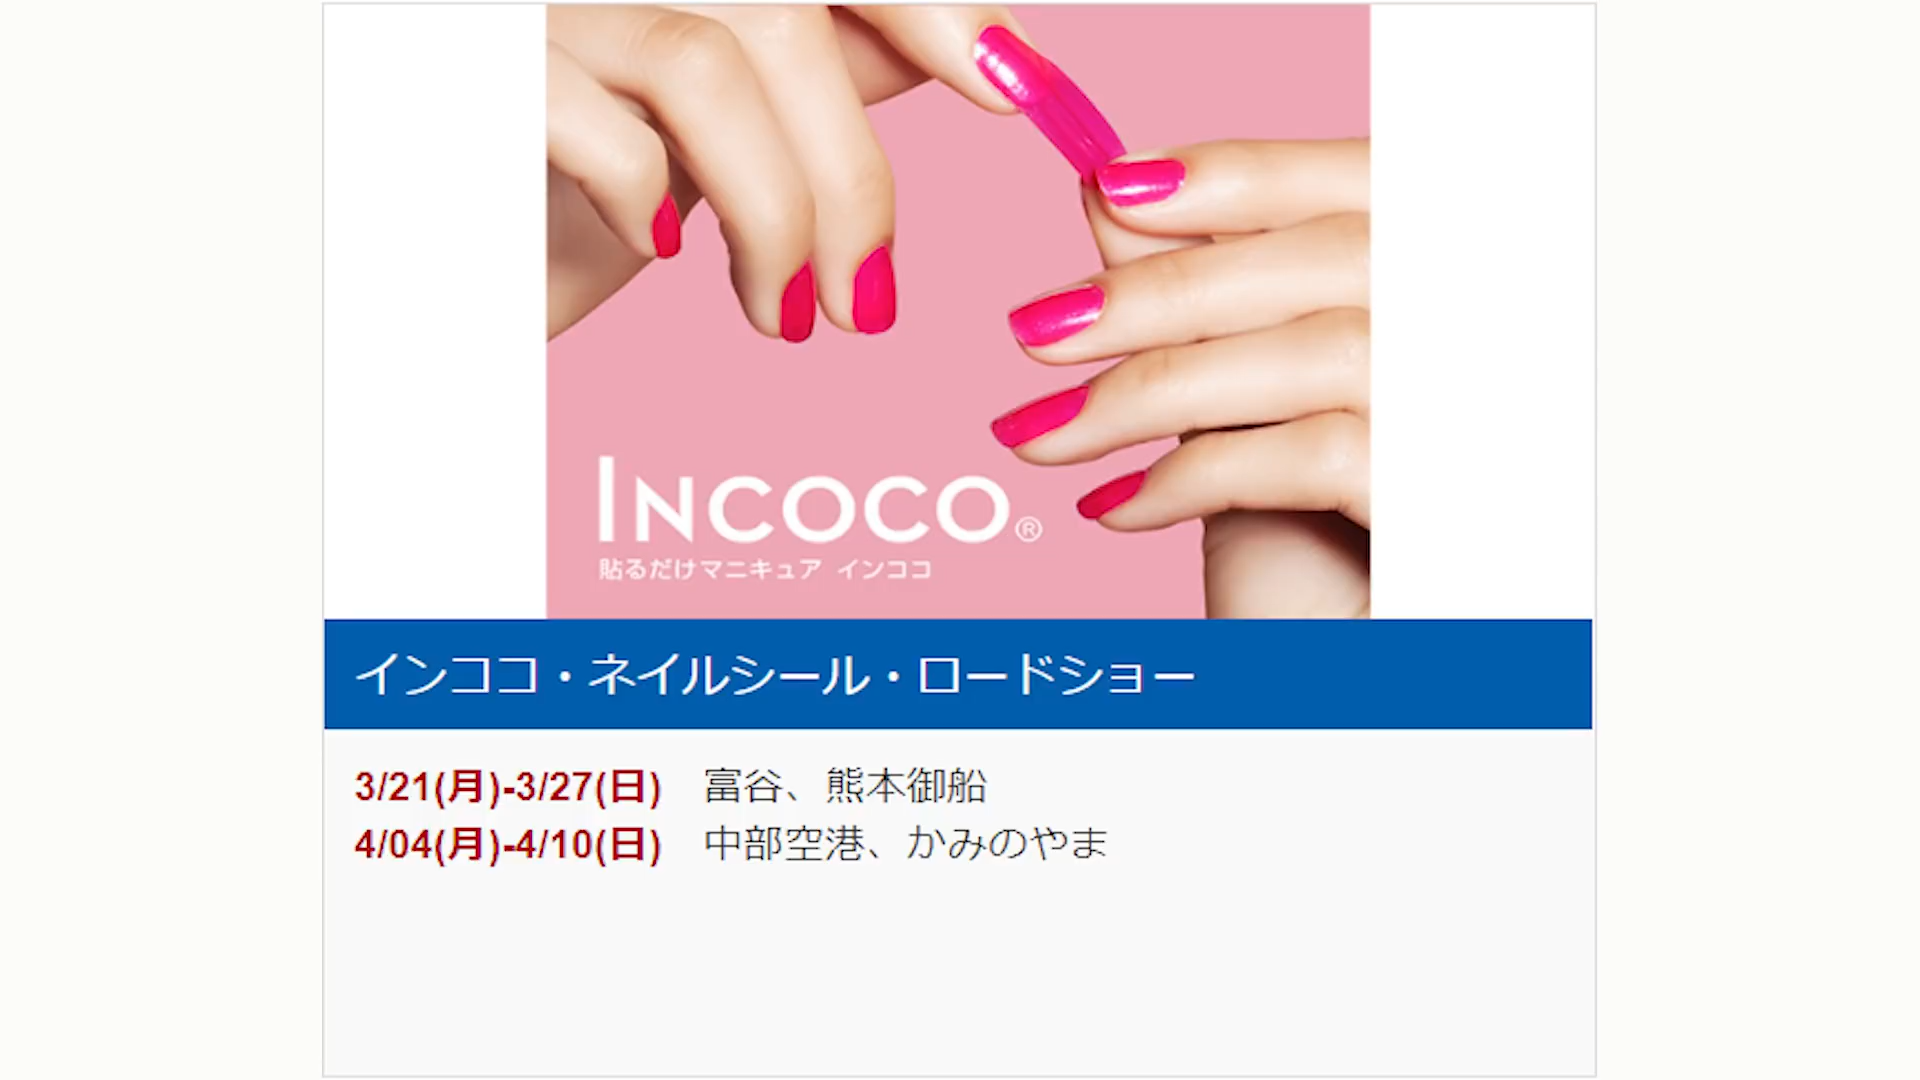 INCOCO®
貼るだけマニキュア インココ
インココ・ネイルシール・ロードショー
3/21(月)-3/27(日) 富谷、熊本御船
4/04(月)-4/10(日) 中部空港、かみのやま